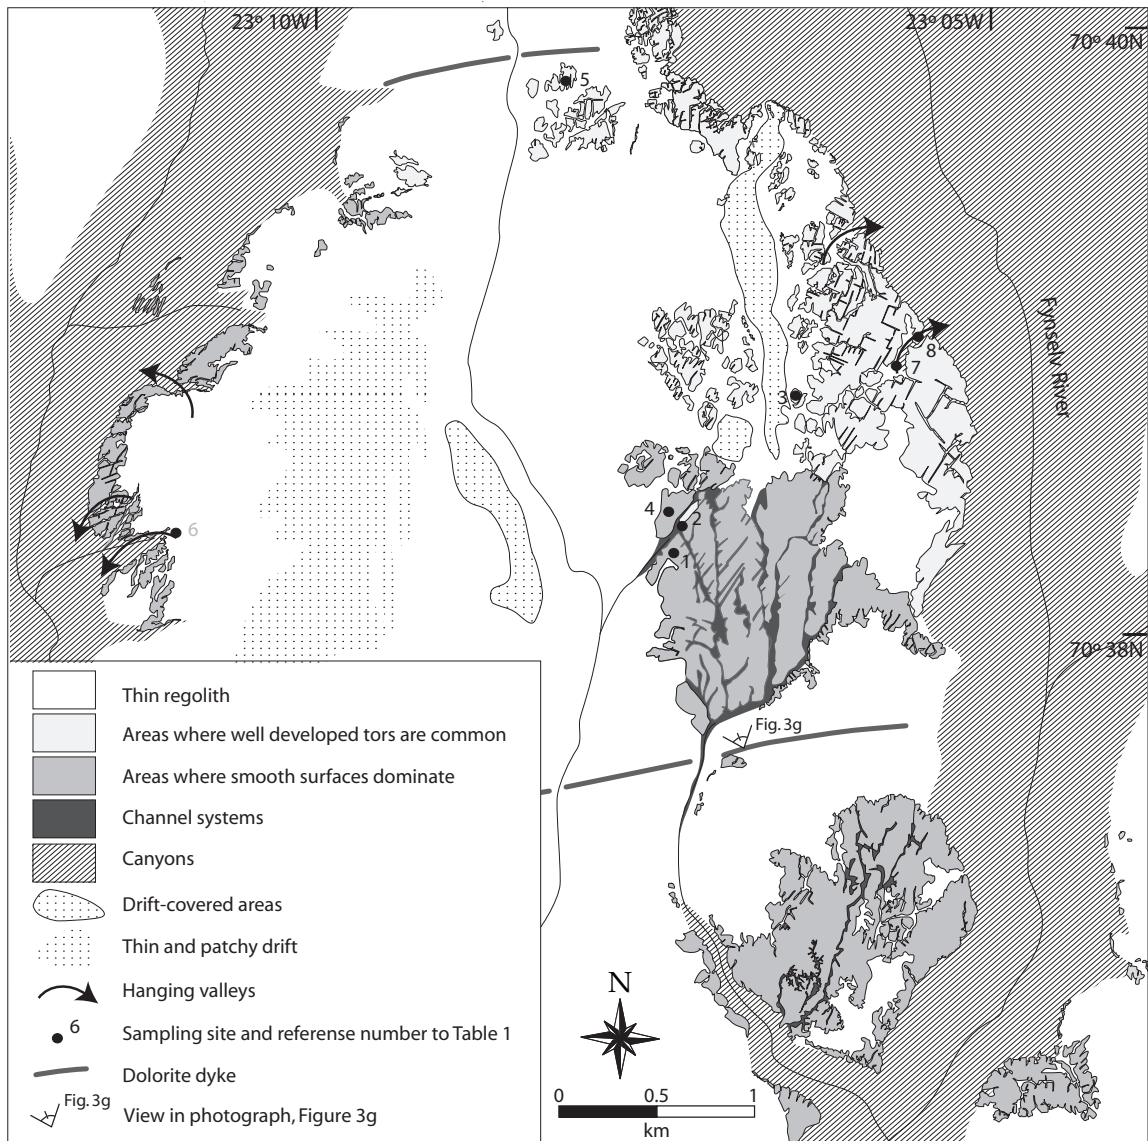 23° 10W
23° 05W
70° 40N
5
Fynselv River
8
7
3
4
2
6
1
70° 38N
Fig. 3g
Thin regolith
Areas where well developed tors are common
Areas where smooth surfaces dominate
Channel systems
Canyons
Drift-covered areas
Thin and patchy drift
Hanging valleys
6 Sampling site and referense number to Table 1
Dolorite dyke
Fig. 3g View in photograph, Figure 3g
N
0 0.5 1
km